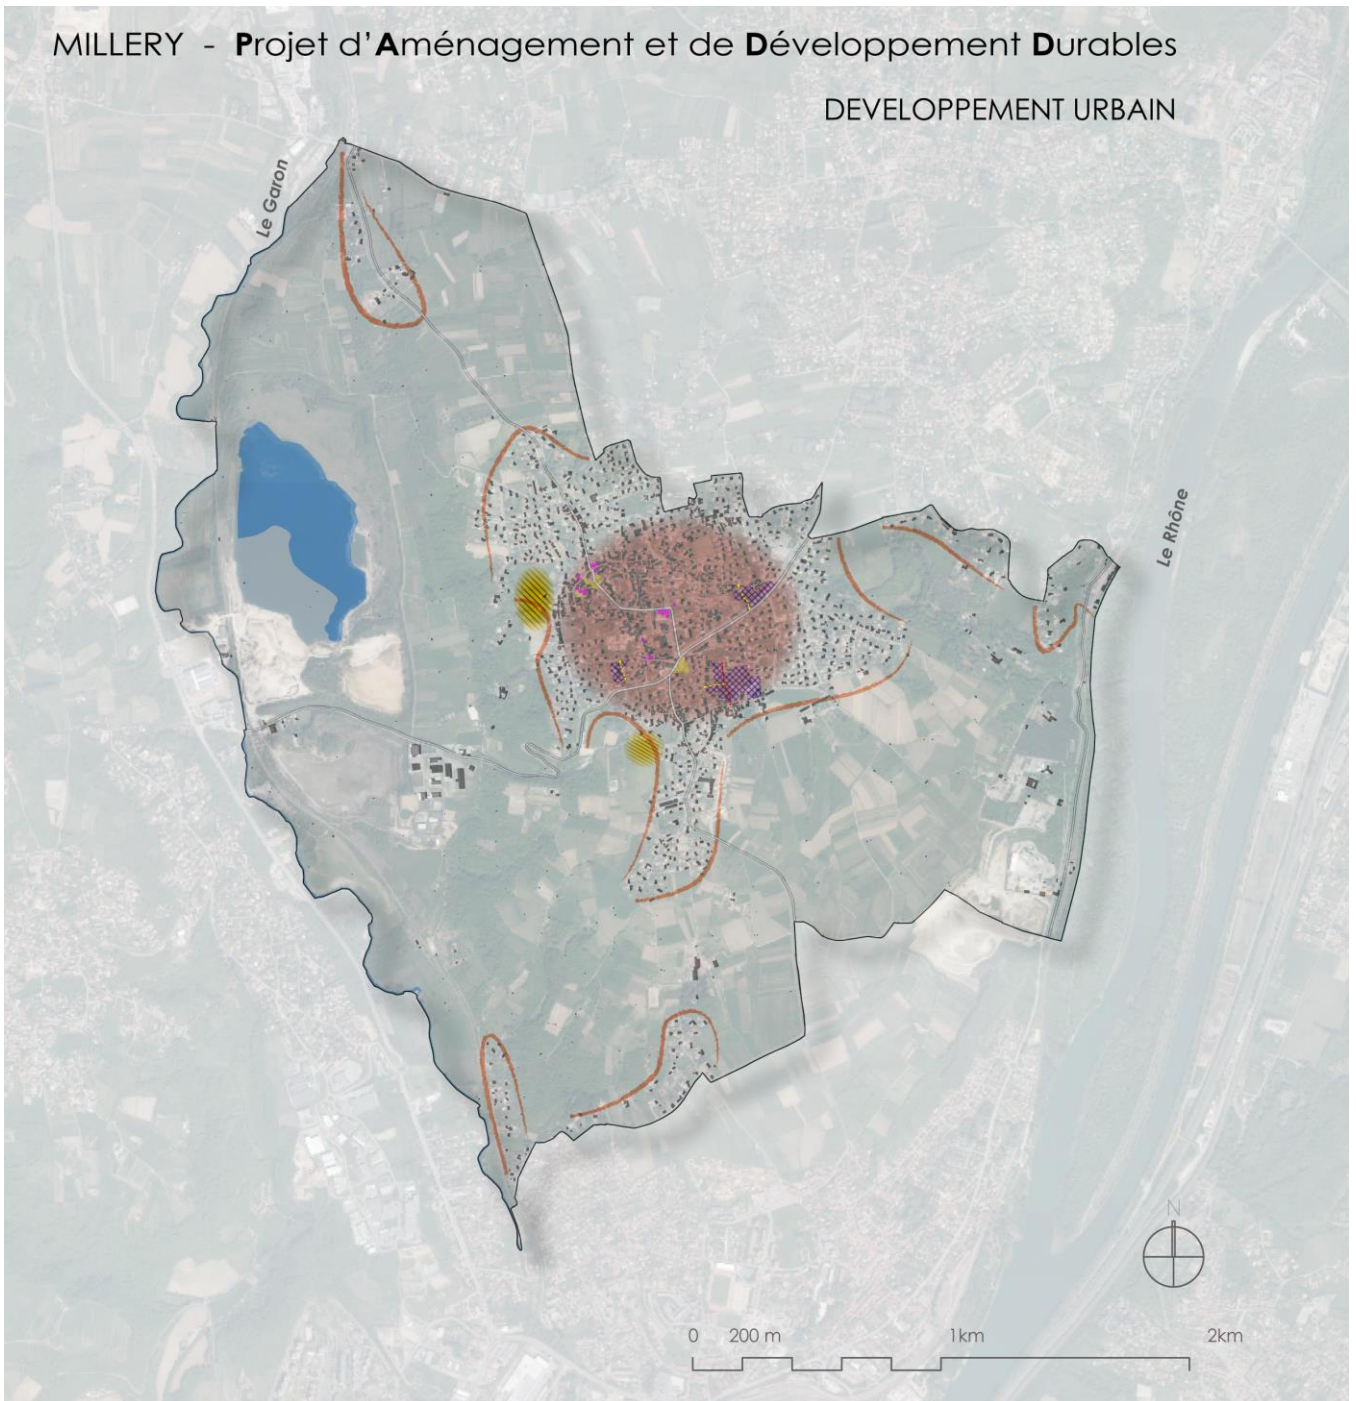 MILLERY - Projet d'Aménagement et de Développement Durables
DEVELOPPEMENT URBAIN
Le Garon
Le Rhône
N
0 200 m 1km 2km